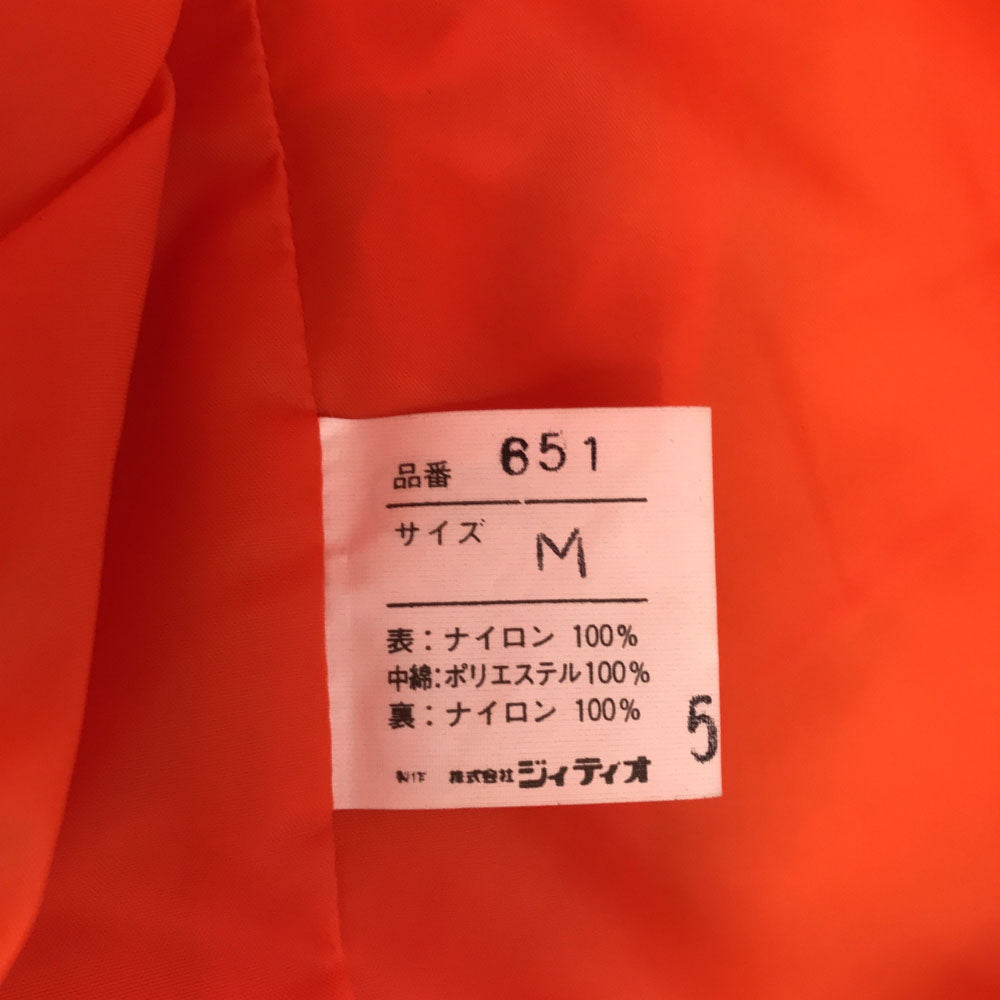 品番 651
サイズ M
表：ナイロン 100%
中綿：ポリエステル100%
裏：ナイロン 100%
5
製作 株式会社ジィティオ